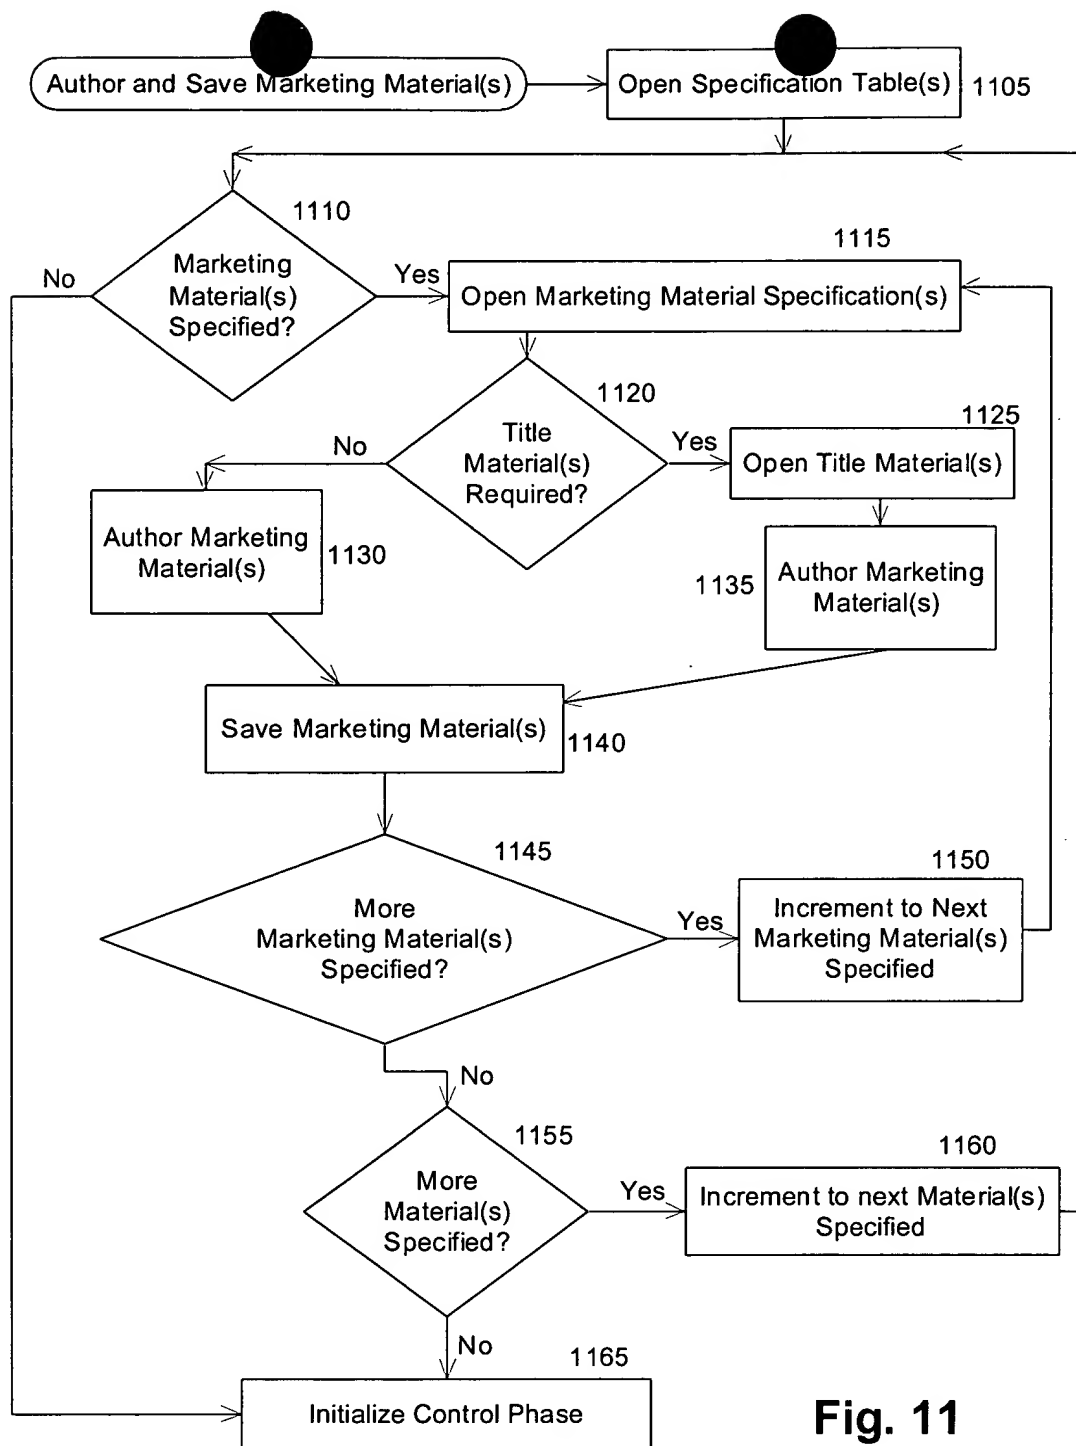 Author and Save Marketing Material(s)
Open Specification Table(s)
1105
1110
Marketing
Material(s)
Specified?
No
Yes
1115
Open Marketing Material Specification(s)
1120
Title
Material(s)
Required?
No
Yes
1125
Open Title Material(s)
Author Marketing
Material(s)
1130
1135
Author Marketing
Material(s)
Save Marketing Material(s)
1140
1145
More
Marketing Material(s)
Specified?
Yes
1150
Increment to Next
Marketing Material(s)
Specified
No
1155
More
Material(s)
Specified?
Yes
1160
Increment to next Material(s)
Specified
No
1165
Initialize Control Phase
Fig. 11